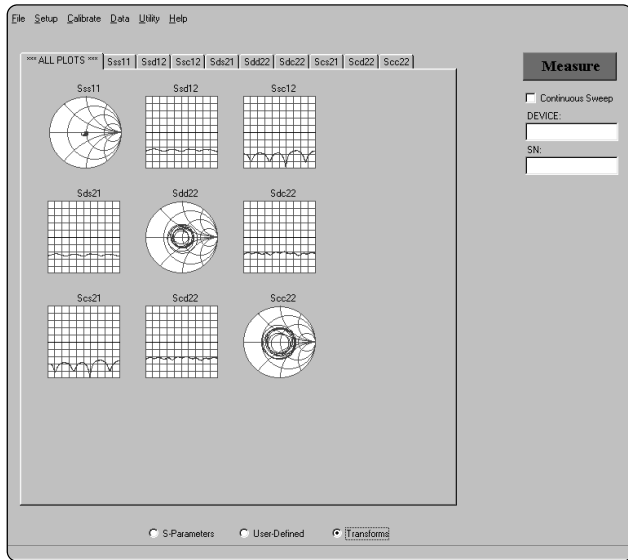 File Setup Calibrate Data Utility Help
*** ALL PLOTS *** Sss11 Ssd12 Ssc12 Sds21 Sdd22 Sdc22 Scs21 Scd22 Scc22
Measure
Continuous Sweep
DEVICE:
SN:
Sss11 Ssd12 Ssc12
Sds21 Sdd22 Sdc22
Scs21 Scd22 Scc22
S-Parameters User-Defined Transforms